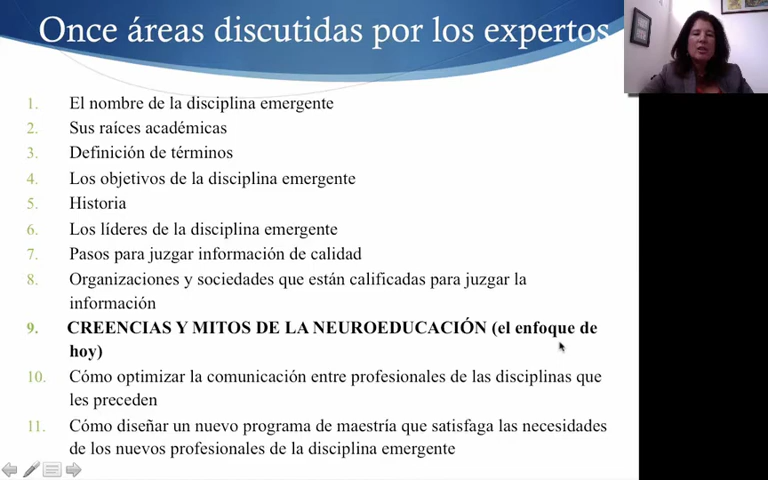 Once áreas discutidas por los expertos
1. El nombre de la disciplina emergente
2. Sus raíces académicas
3. Definición de términos
4. Los objetivos de la disciplina emergente
5. Historia
6. Los líderes de la disciplina emergente
7. Pasos para juzgar información de calidad
8. Organizaciones y sociedades que están calificadas para juzgar la
información
9. CREENCIAS Y MITOS DE LA NEUROEDUCACIÓN (el enfoque de
hoy)
10. Cómo optimizar la comunicación entre profesionales de las disciplinas que
les preceden
11. Cómo diseñar un nuevo programa de maestría que satisfaga las necesidades
de los nuevos profesionales de la disciplina emergente